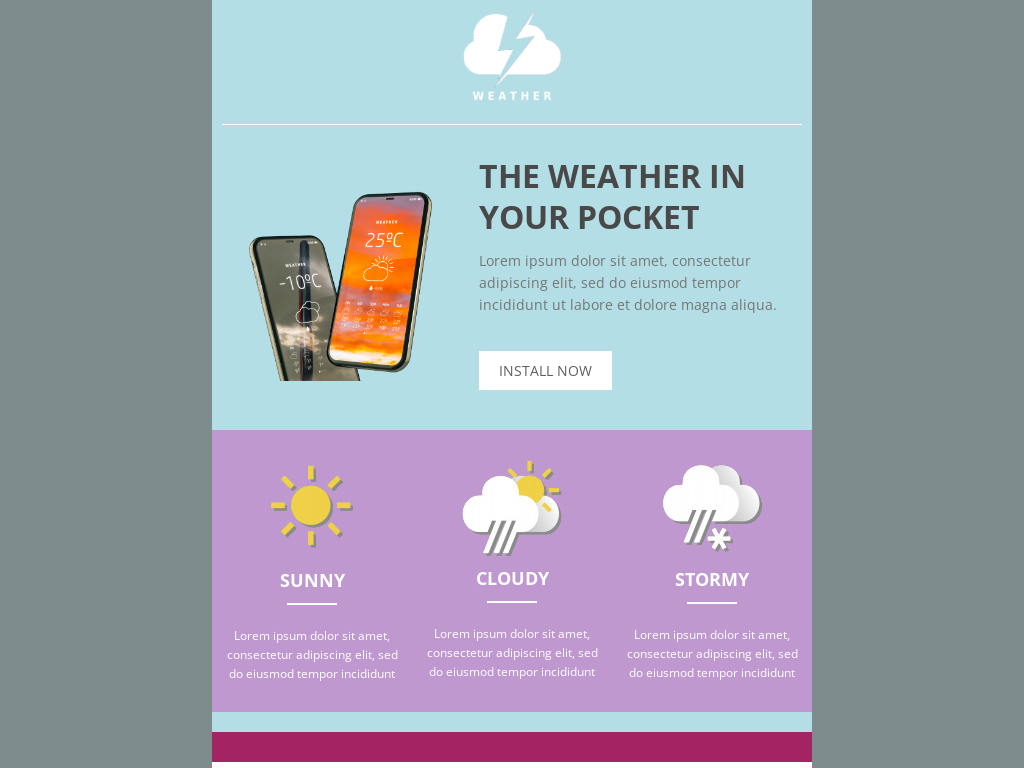 WEATHER
THE WEATHER IN
YOUR POCKET
Lorem ipsum dolor sit amet, consectetur
adipiscing elit, sed do eiusmod tempor
incididunt ut labore et dolore magna aliqua.
INSTALL NOW
WEATHER
25ºC
WEATHER
-10ºC
SUNNY
Lorem ipsum dolor sit amet,
consectetur adipiscing elit, sed
do eiusmod tempor incididunt
CLOUDY
Lorem ipsum dolor sit amet,
consectetur adipiscing elit, sed
do eiusmod tempor incididunt
STORMY
Lorem ipsum dolor sit amet,
consectetur adipiscing elit, sed
do eiusmod tempor incididunt